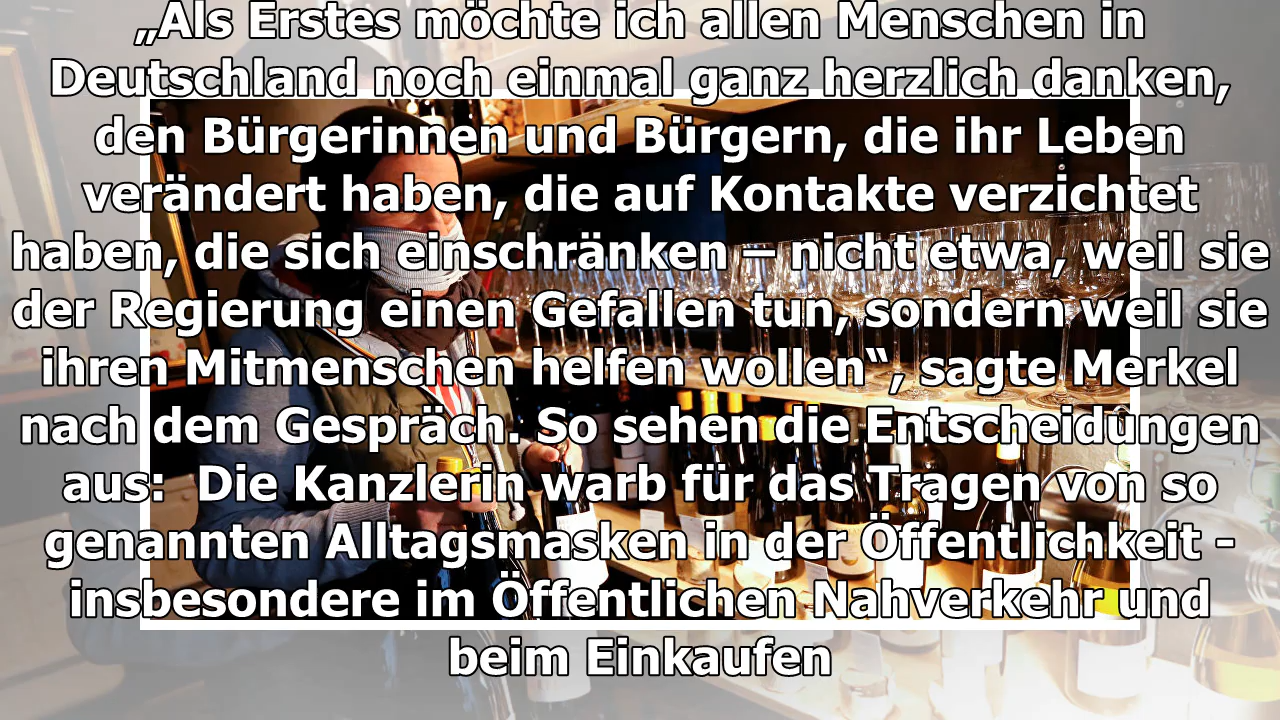 „Als Erstes möchte ich allen Menschen in
Deutschland noch einmal ganz herzlich danken,
den Bürgerinnen und Bürgern, die ihr Leben
verändert haben, die auf Kontakte verzichtet
haben, die sich einschränken – nicht etwa, weil sie
der Regierung einen Gefallen tun, sondern weil sie
ihren Mitmenschen helfen wollen“, sagte Merkel
nach dem Gespräch. So sehen die Entscheidungen
aus:  Die Kanzlerin warb für das Tragen von so
genannten Alltagsmasken in der Öffentlichkeit -
insbesondere im Öffentlichen Nahverkehr und
beim Einkaufen